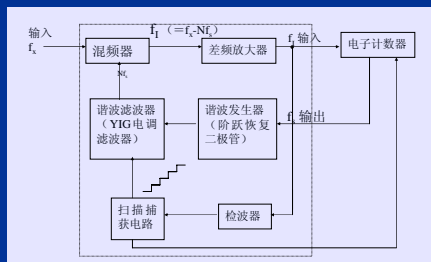 输入
fx
混频器
fI（＝fx-Nfs）
差频放大器
fI 输入
电子计数器
Nfs
谐波滤波器
（YIG电调
滤波器）
谐波发生器
（阶跃恢复
二极管）
fs 输出
扫描捕
获电路
检波器